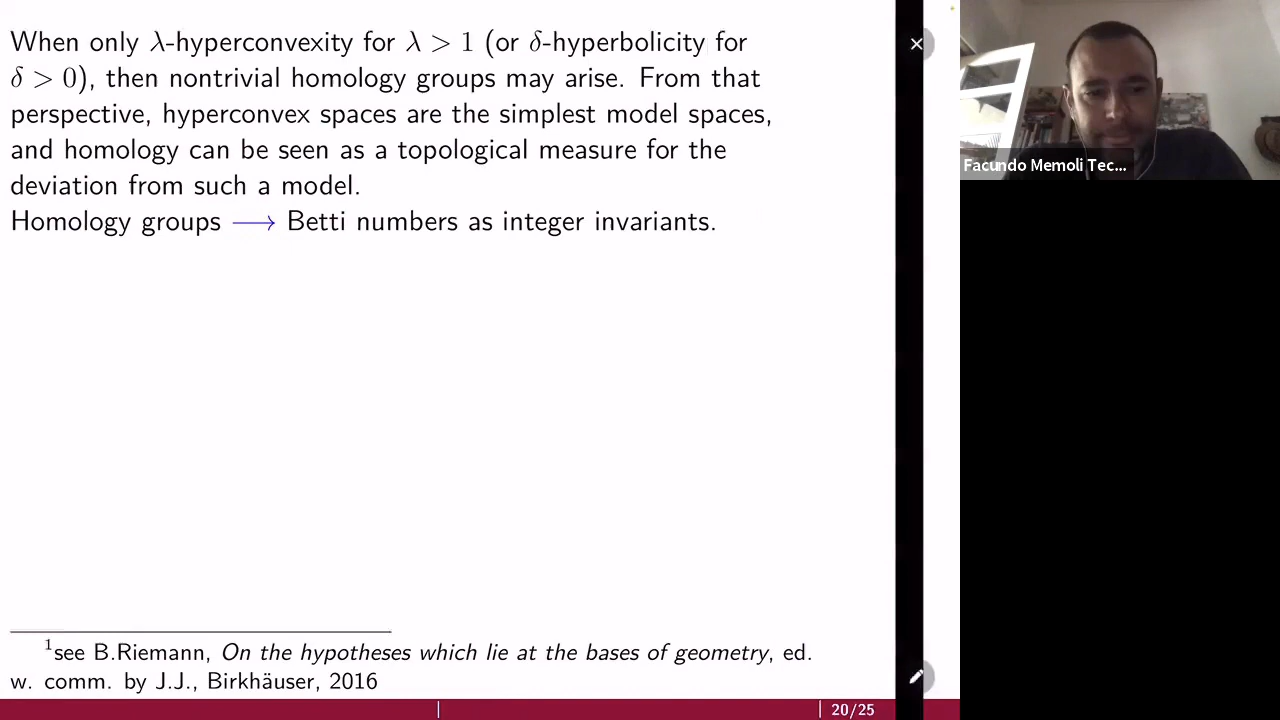 When only λ-hyperconvexity for λ > 1 (or δ-hyperbolicity for
δ > 0), then nontrivial homology groups may arise. From that
perspective, hyperconvex spaces are the simplest model spaces,
and homology can be seen as a topological measure for the
deviation from such a model.
Homology groups ⟶ Betti numbers as integer invariants.
¹see B.Riemann, On the hypotheses which lie at the bases of geometry, ed.
w. comm. by J.J., Birkhäuser, 2016
20/25
Facundo Memoli Tec...